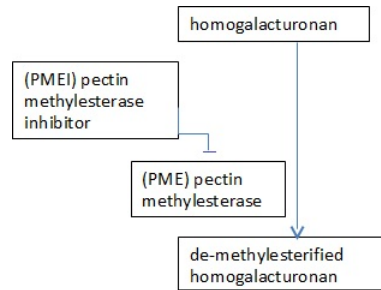 homogalacturonan
(PMEI) pectin
methylesterase
inhibitor
(PME) pectin
methylesterase
de-methylesterified
homogalacturonan